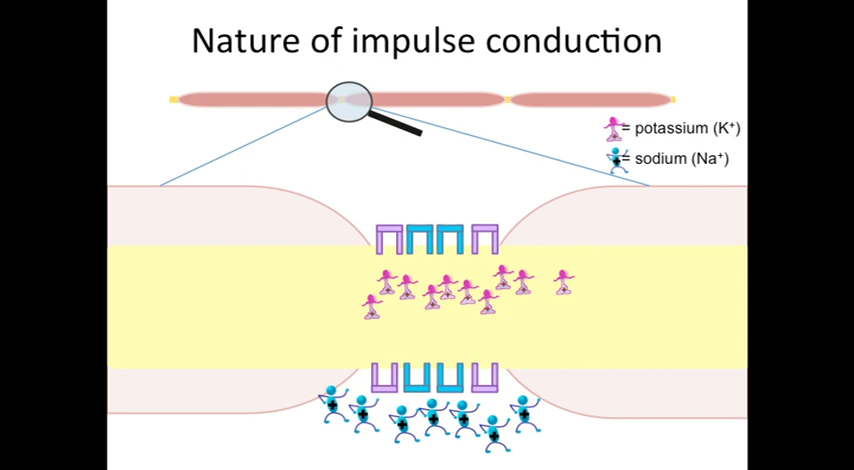 Nature of impulse conduction
= potassium (K⁺)
= sodium (Na⁺)